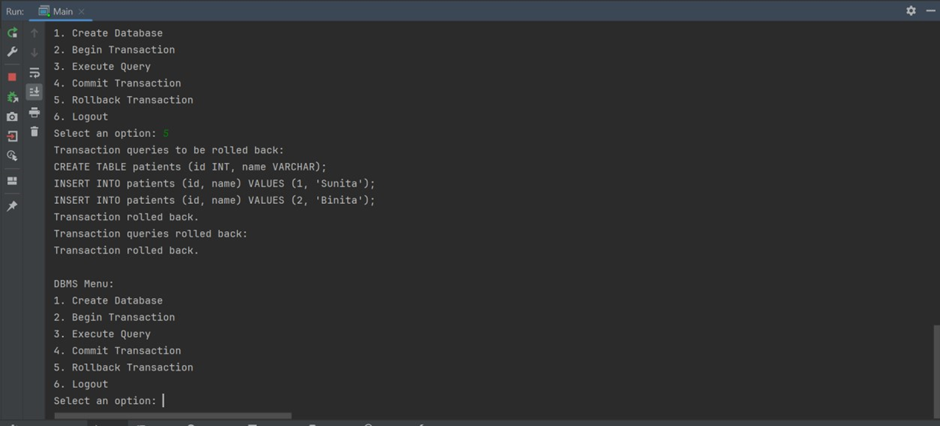 Run: Main
1. Create Database
2. Begin Transaction
3. Execute Query
4. Commit Transaction
5. Rollback Transaction
6. Logout
Select an option: 5
Transaction queries to be rolled back:
CREATE TABLE patients (id INT, name VARCHAR);
INSERT INTO patients (id, name) VALUES (1, 'Sunita');
INSERT INTO patients (id, name) VALUES (2, 'Binita');
Transaction rolled back.
Transaction queries rolled back:
Transaction rolled back.
DBMS Menu:
1. Create Database
2. Begin Transaction
3. Execute Query
4. Commit Transaction
5. Rollback Transaction
6. Logout
Select an option: